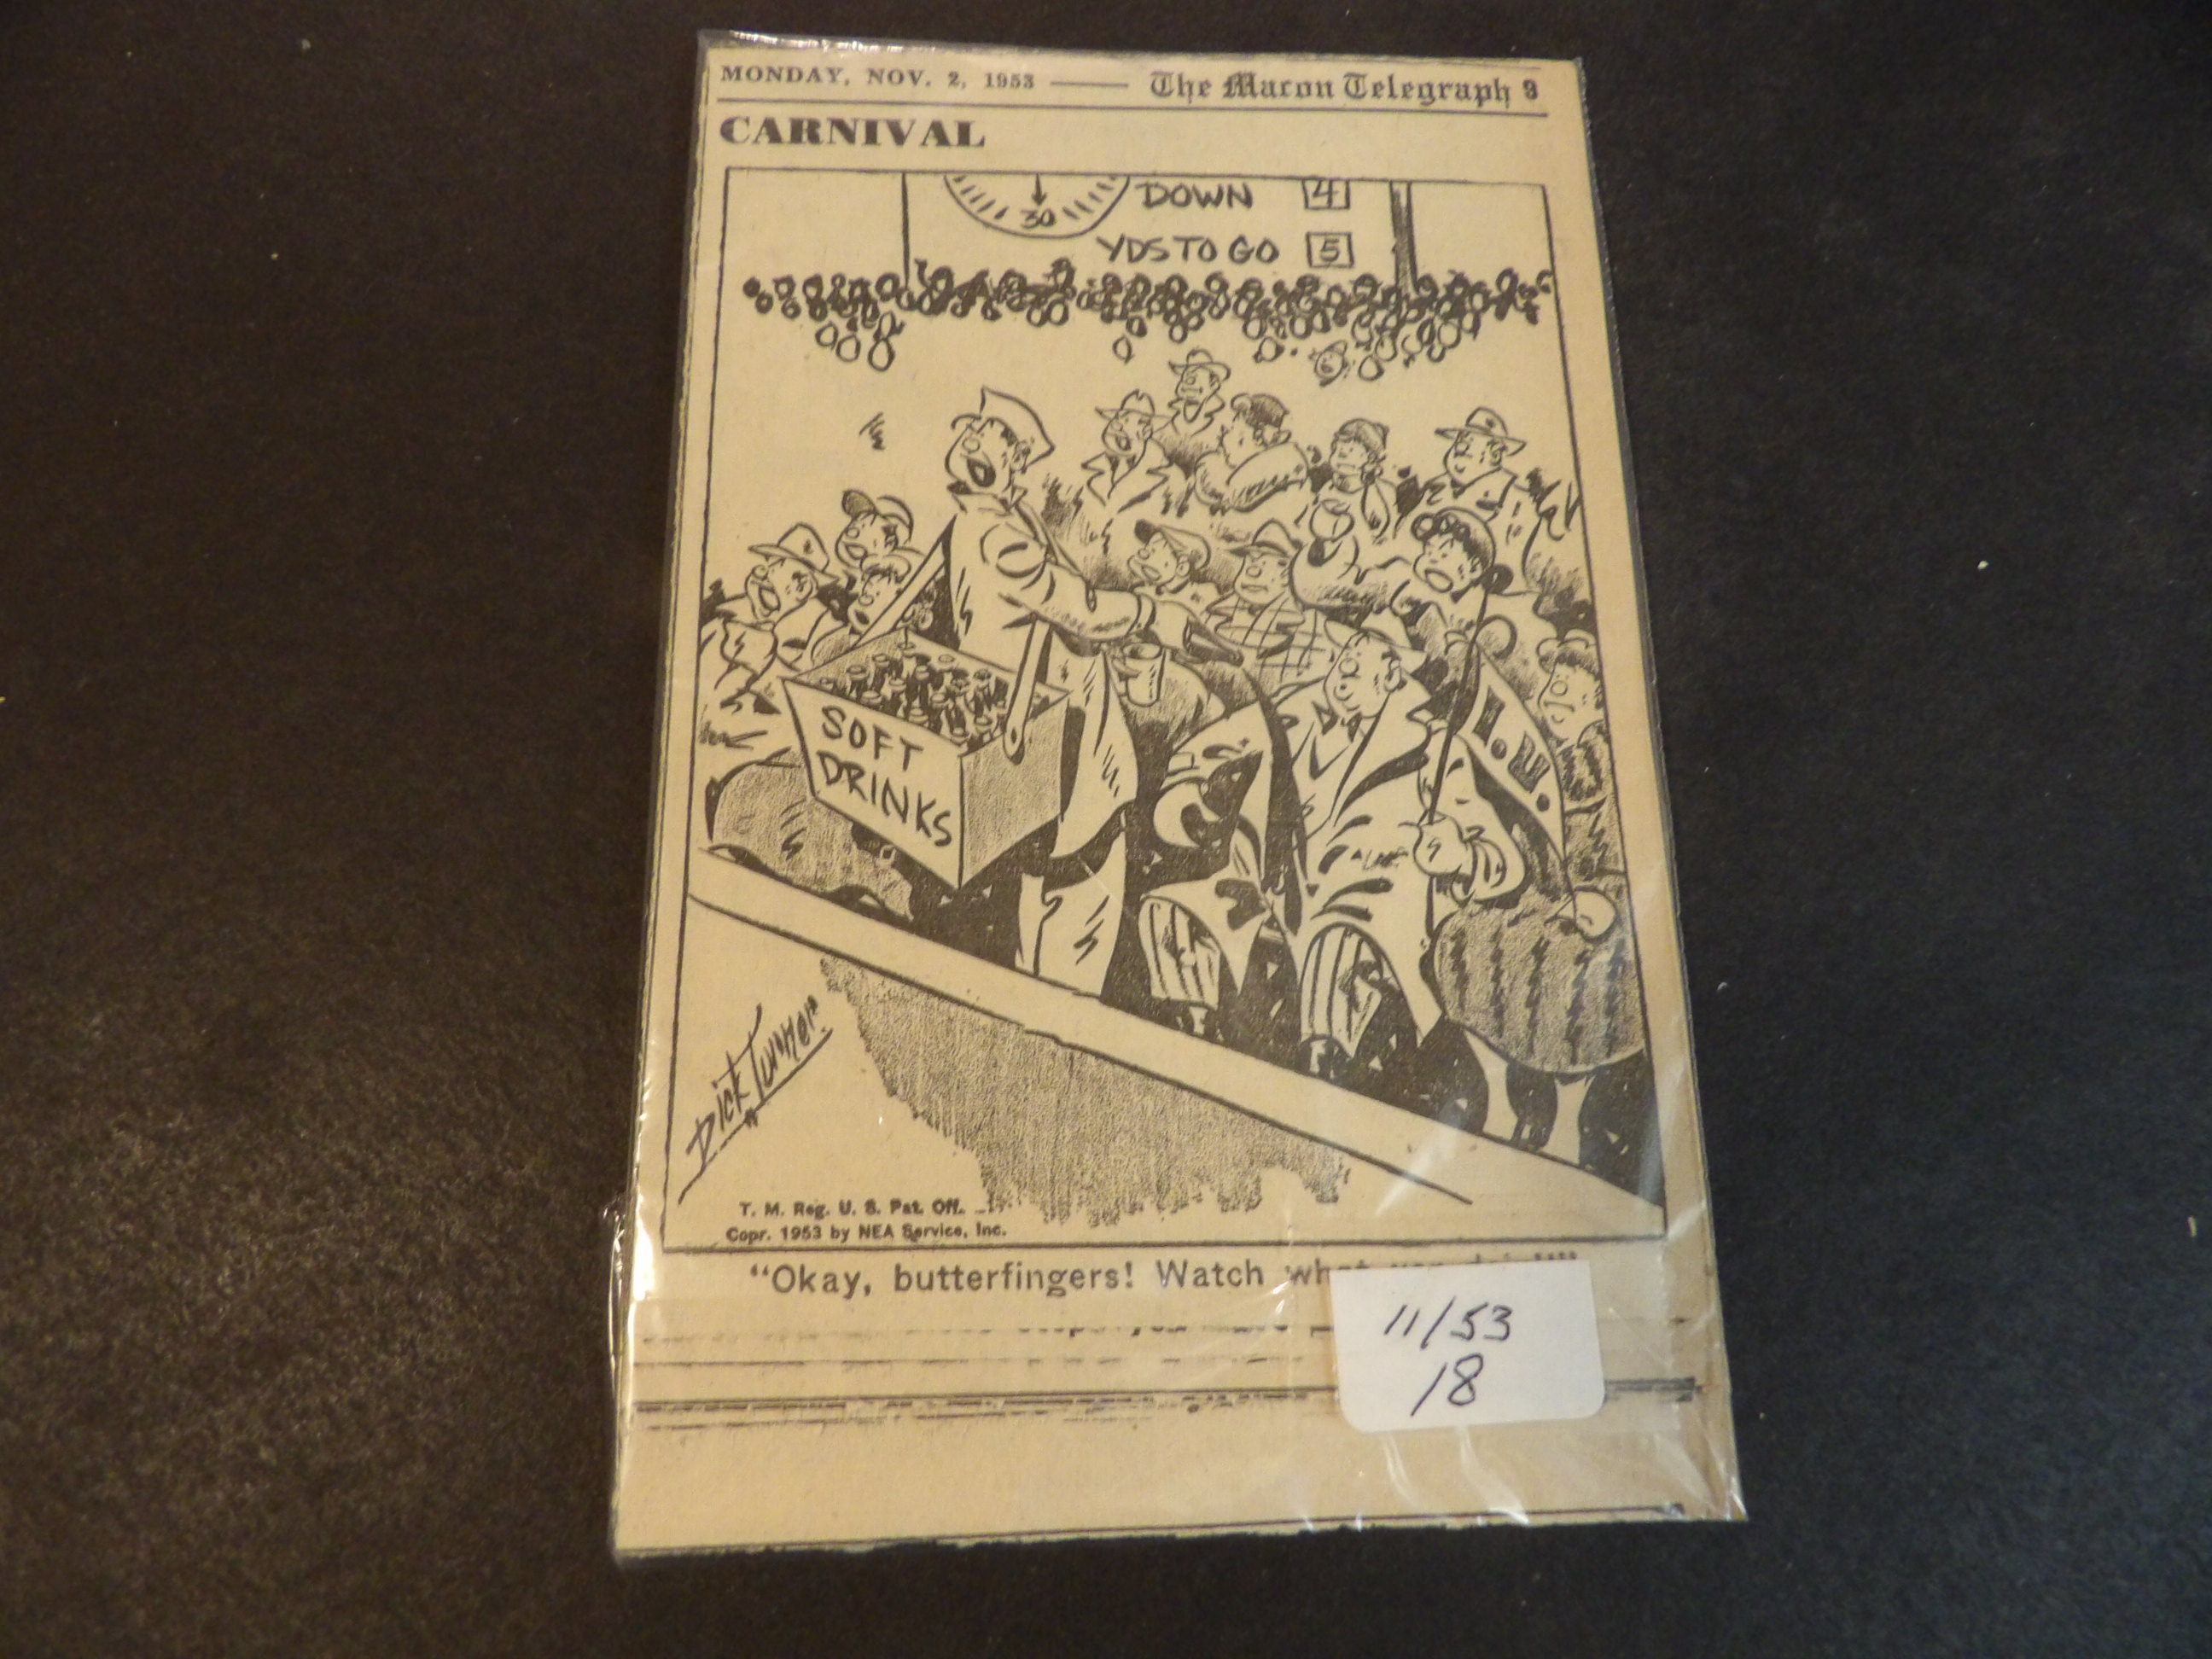 MONDAY, NOV. 2, 1953 —— The Macon Telegraph 9
CARNIVAL
30
DOWN 4
YDS TO GO 5
SOFT
DRINKS
I.U.
Dick Turner
T. M. Reg. U. S. Pat. Off.
Copr. 1953 by NEA Service, Inc.
“Okay, butterfingers! Watch what
11/53
18